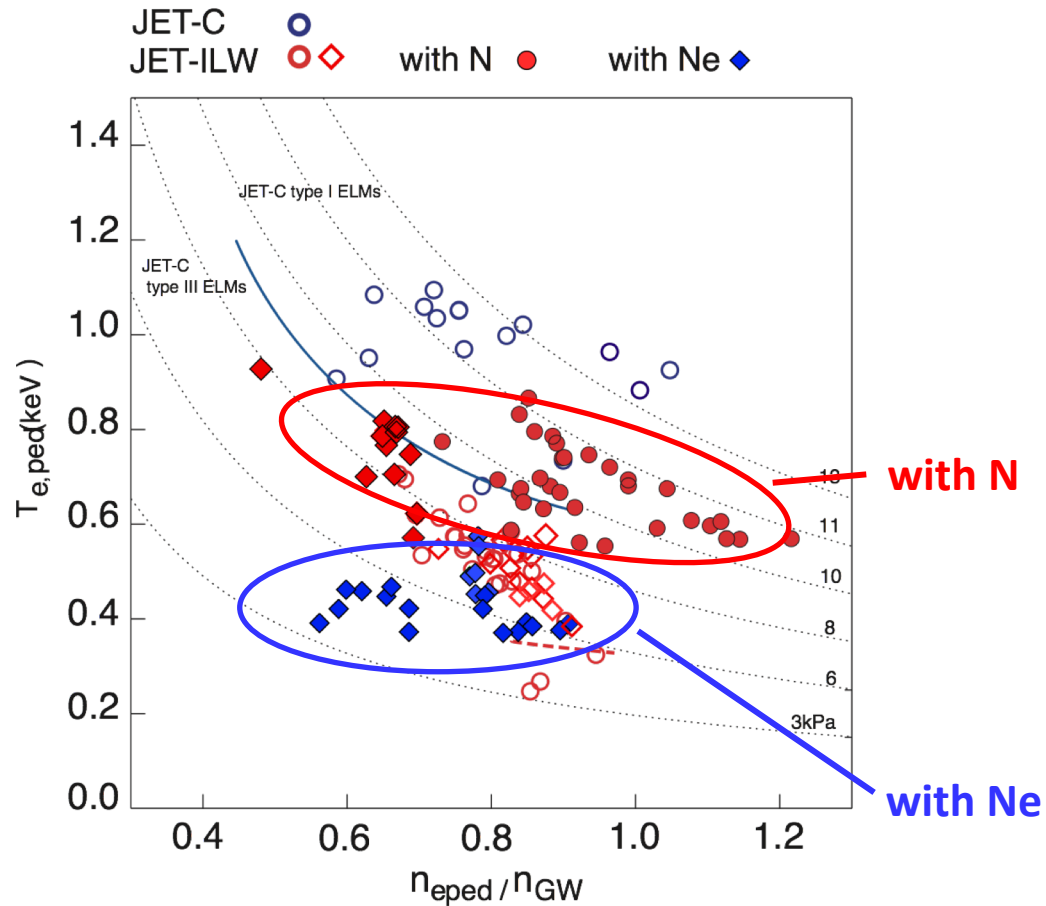 JET-C
JET-ILW with N with Ne
1.4
1.2
1.0
0.8
0.6
0.4
0.2
0.0
T e,ped(keV)
JET-C type I ELMs
JET-C
type III ELMs
13
11
10
8
6
3kPa
with N
with Ne
0.4 0.6 0.8 1.0 1.2
neped / nGW